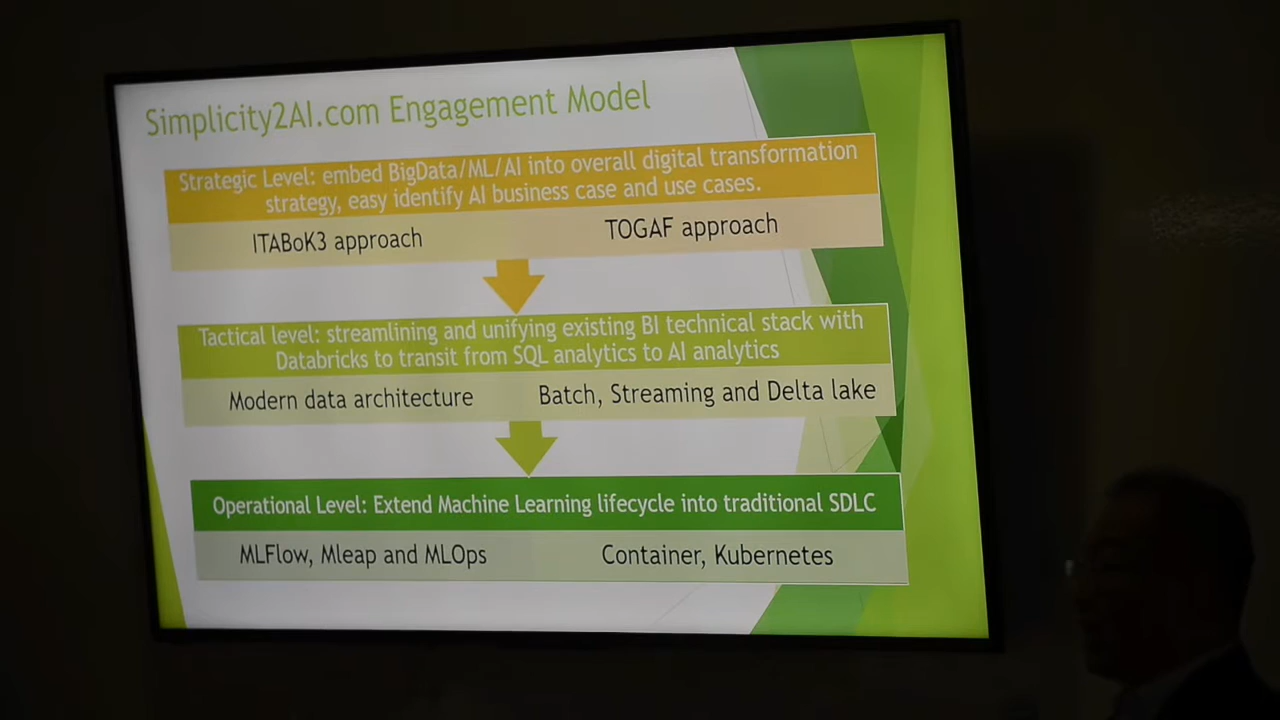 Simplicity2AI.com Engagement Model
Strategic Level: embed BigData/ML/AI into overall digital transformation
strategy, easy identify AI business case and use cases.
ITABoK3 approach
TOGAF approach
Tactical level: streamlining and unifying existing BI technical stack with
Databricks to transit from SQL analytics to AI analytics
Modern data architecture
Batch, Streaming and Delta lake
Operational Level: Extend Machine Learning lifecycle into traditional SDLC
MLFlow, Mleap and MLOps
Container, Kubernetes